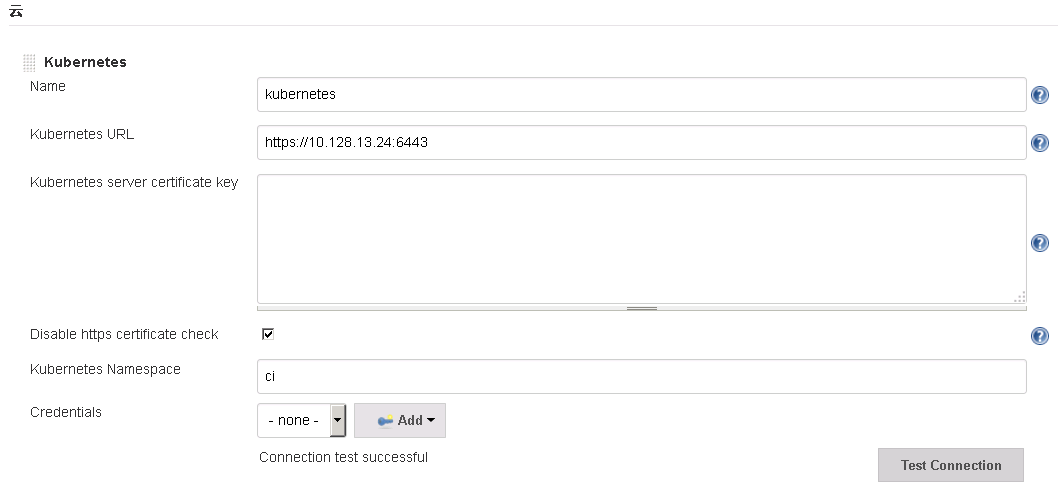 云
Kubernetes
Name
kubernetes
Kubernetes URL
https://10.128.13.24:6443
Kubernetes server certificate key
Disable https certificate check
Kubernetes Namespace
ci
Credentials
- none -
Add
Connection test successful
Test Connection